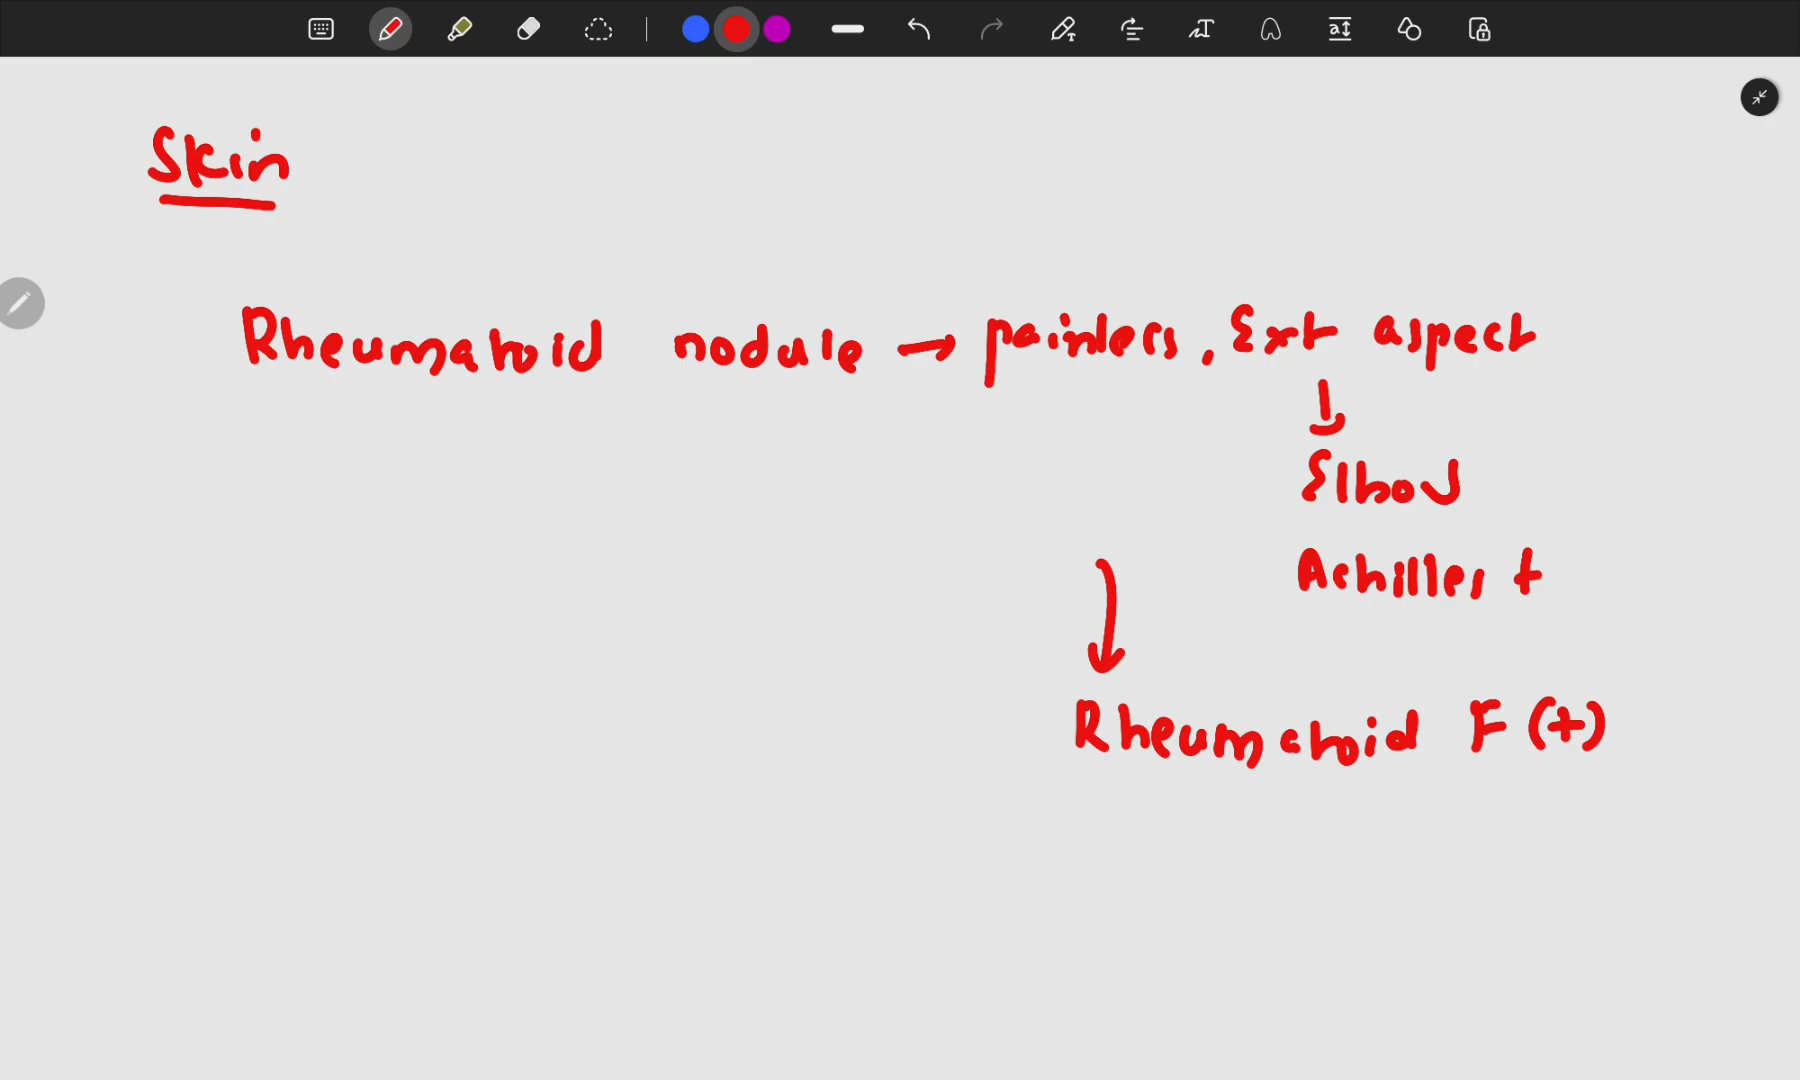 Skin
Rheumatoid nodule → painless, Ext aspect
↓
Elbow
Achilles t
↓
Rheumatoid F (+)